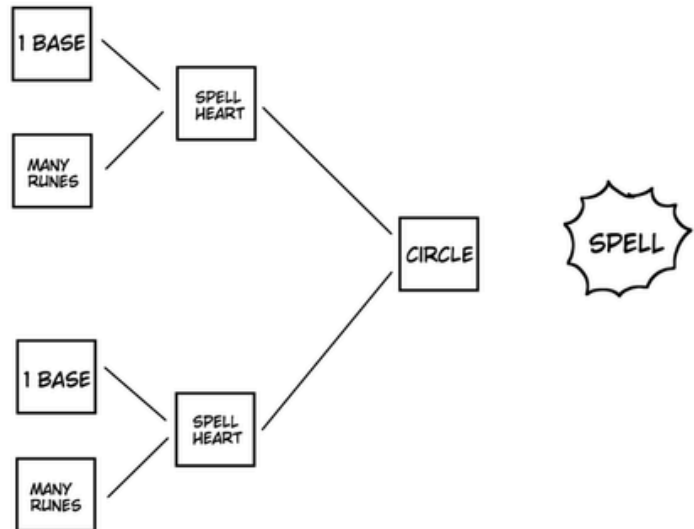 1 BASE
SPELL
HEART
MANY
RUNES
CIRCLE
SPELL
1 BASE
SPELL
HEART
MANY
RUNES